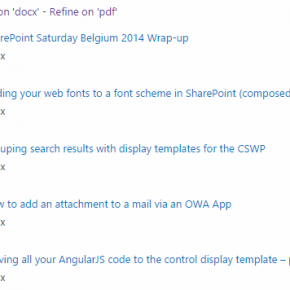 on 'docx' - Refine on 'pdf'
rePoint Saturday Belgium 2014 Wrap-up
x
ding your web fonts to a font scheme in SharePoint (composed
x
uping search results with display templates for the CSWP
x
w to add an attachment to a mail via an OWA App
x
ving all your AngularJS code to the control display template – p
x